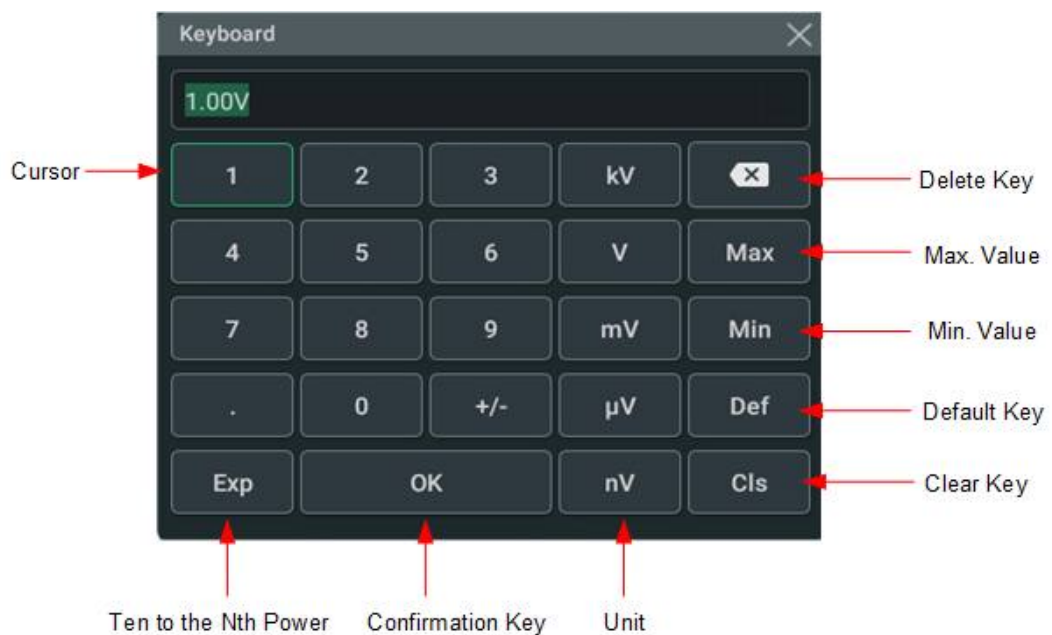 Keyboard
1.00V
Cursor 1 2 3 kV Delete Key
4 5 6 V Max Max. Value
7 8 9 mV Min Min. Value
. 0 +/- µV Def Default Key
Exp OK nV Cls Clear Key
Ten to the Nth Power Confirmation Key Unit